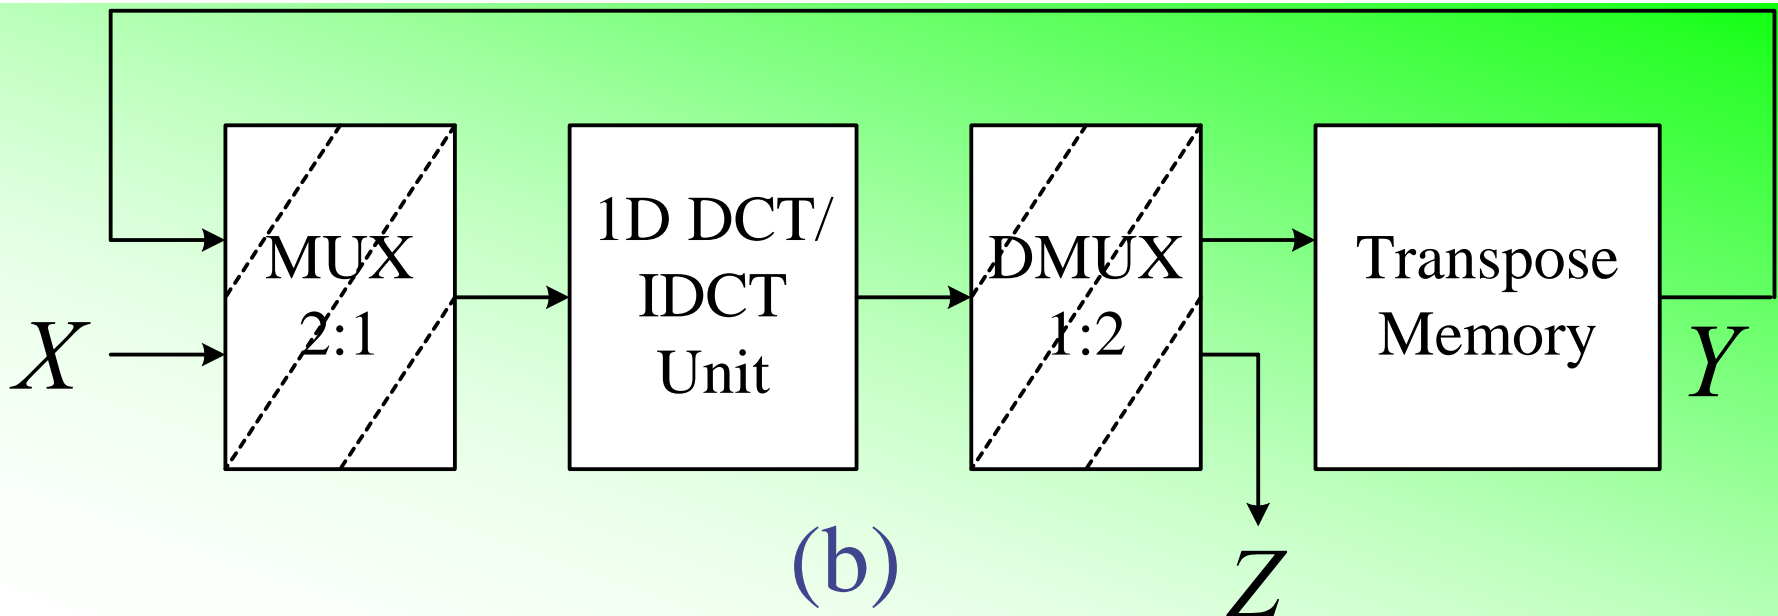 X
MUX
2:1
1D DCT/
IDCT
Unit
DMUX
1:2
Transpose
Memory
Y
Z
(b)